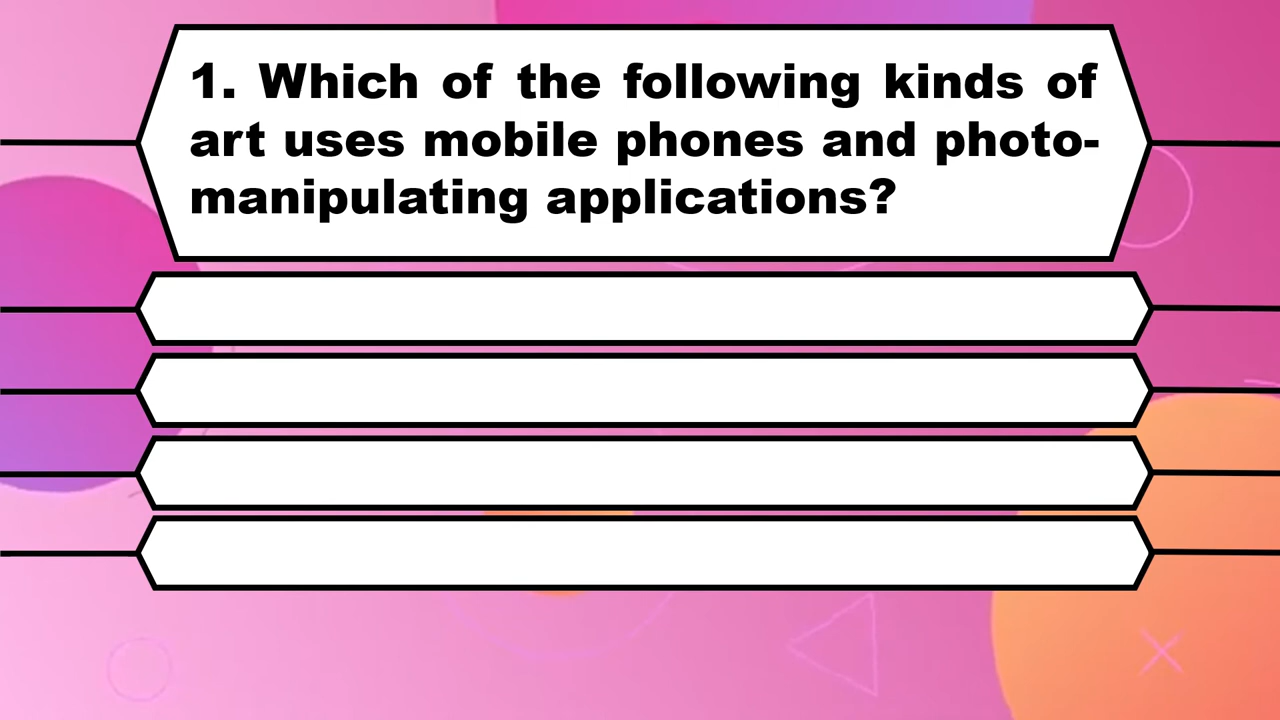 1. Which of the following kinds of
art uses mobile phones and photo-
manipulating applications?